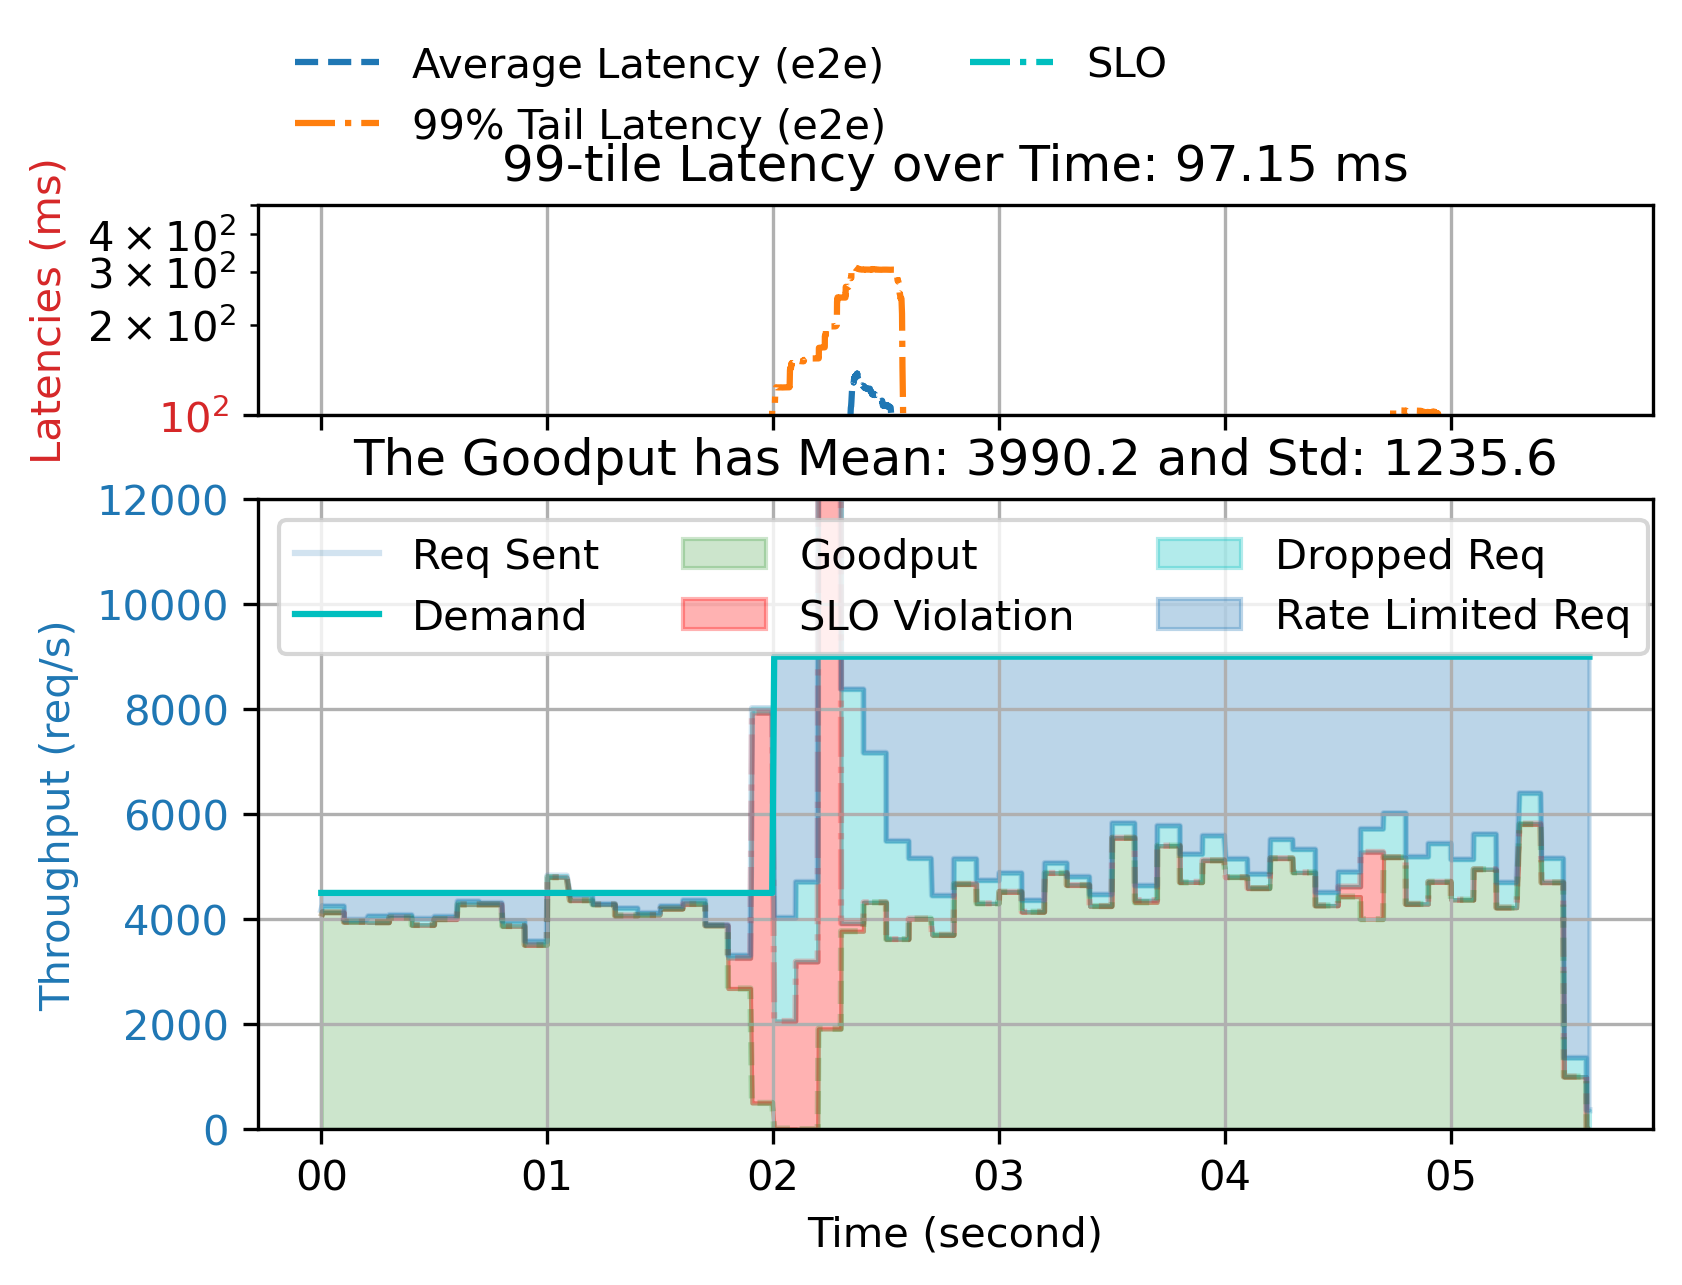 Average Latency (e2e) SLO
99% Tail Latency (e2e)
99-tile Latency over Time: 97.15 ms
Latencies (ms)
4 × 10²
3 × 10²
2 × 10²
10²
The Goodput has Mean: 3990.2 and Std: 1235.6
Throughput (req/s)
12000
10000
8000
6000
4000
2000
0
Req Sent Goodput Dropped Req
Demand SLO Violation Rate Limited Req
00 01 02 03 04 05
Time (second)